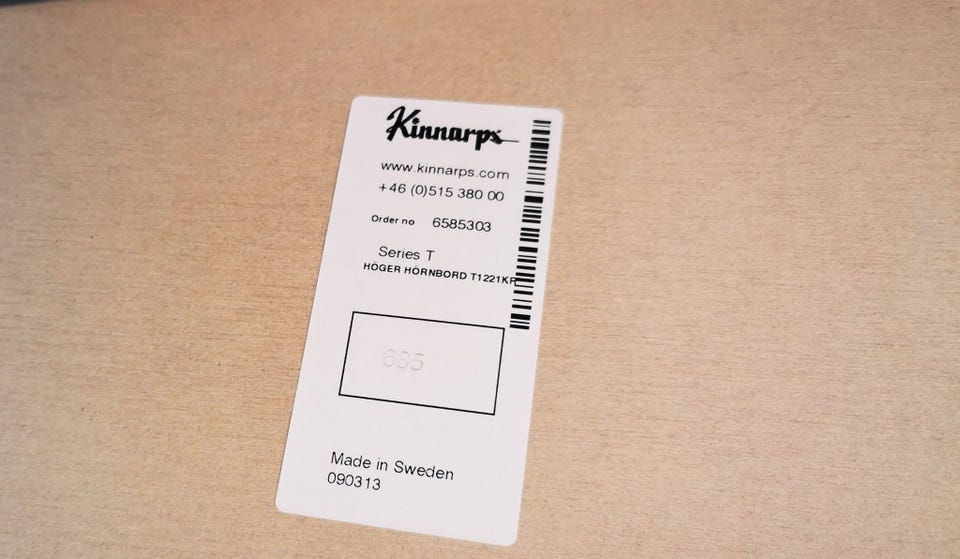 Kinnarps
www.kinnarps.com
+46 (0)515 380 00
Order no 6585303
Series T
HÖGER HÖRNBORD T1221KR
635
Made in Sweden
090313